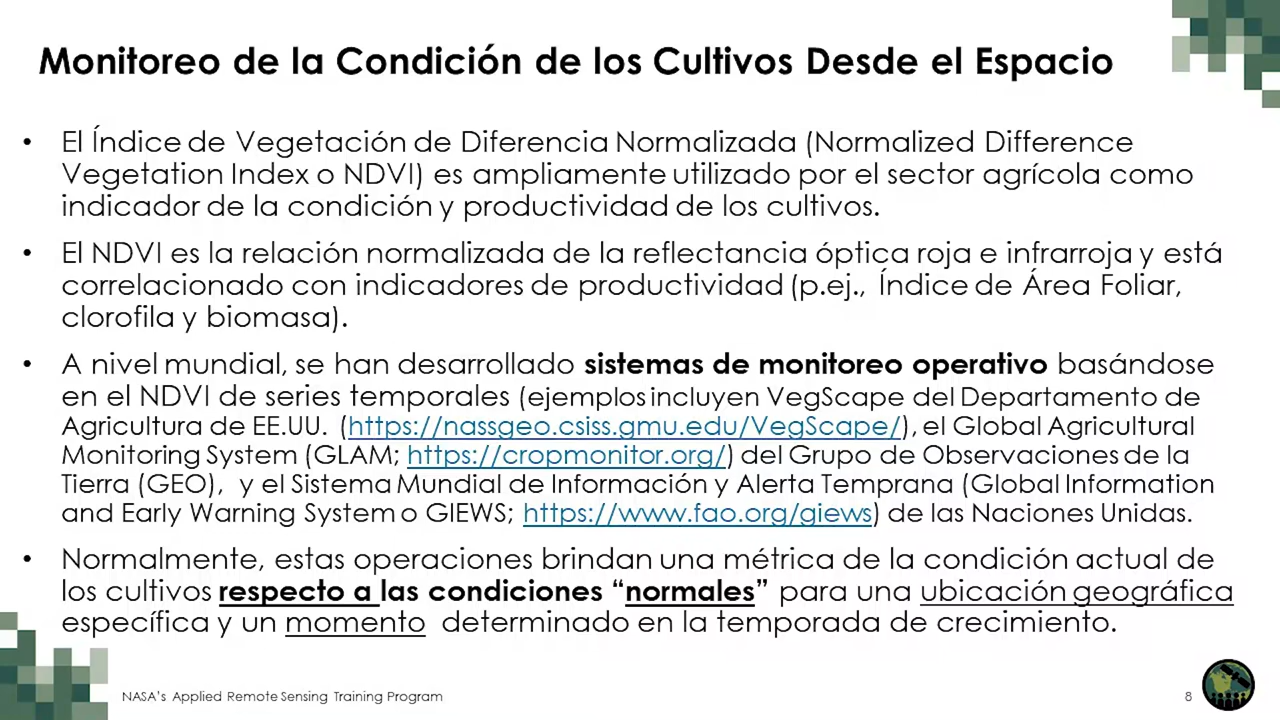 Monitoreo de la Condición de los Cultivos Desde el Espacio
• El Índice de Vegetación de Diferencia Normalizada (Normalized Difference
Vegetation Index o NDVI) es ampliamente utilizado por el sector agrícola como
indicador de la condición y productividad de los cultivos.
• El NDVI es la relación normalizada de la reflectancia óptica roja e infrarroja y está
correlacionado con indicadores de productividad (p.ej., Índice de Área Foliar,
clorofila y biomasa).
• A nivel mundial, se han desarrollado sistemas de monitoreo operativo basándose
en el NDVI de series temporales (ejemplos incluyen VegScape del Departamento de
Agricultura de EE.UU. (https://nassgeo.csiss.gmu.edu/VegScape/), el Global Agricultural
Monitoring System (GLAM; https://cropmonitor.org/) del Grupo de Observaciones de la
Tierra (GEO), y el Sistema Mundial de Información y Alerta Temprana (Global Information
and Early Warning System o GIEWS; https://www.fao.org/giews) de las Naciones Unidas.
• Normalmente, estas operaciones brindan una métrica de la condición actual de
los cultivos respecto a las condiciones “normales” para una ubicación geográfica
específica y un momento determinado en la temporada de crecimiento.
NASA’s Applied Remote Sensing Training Program
8